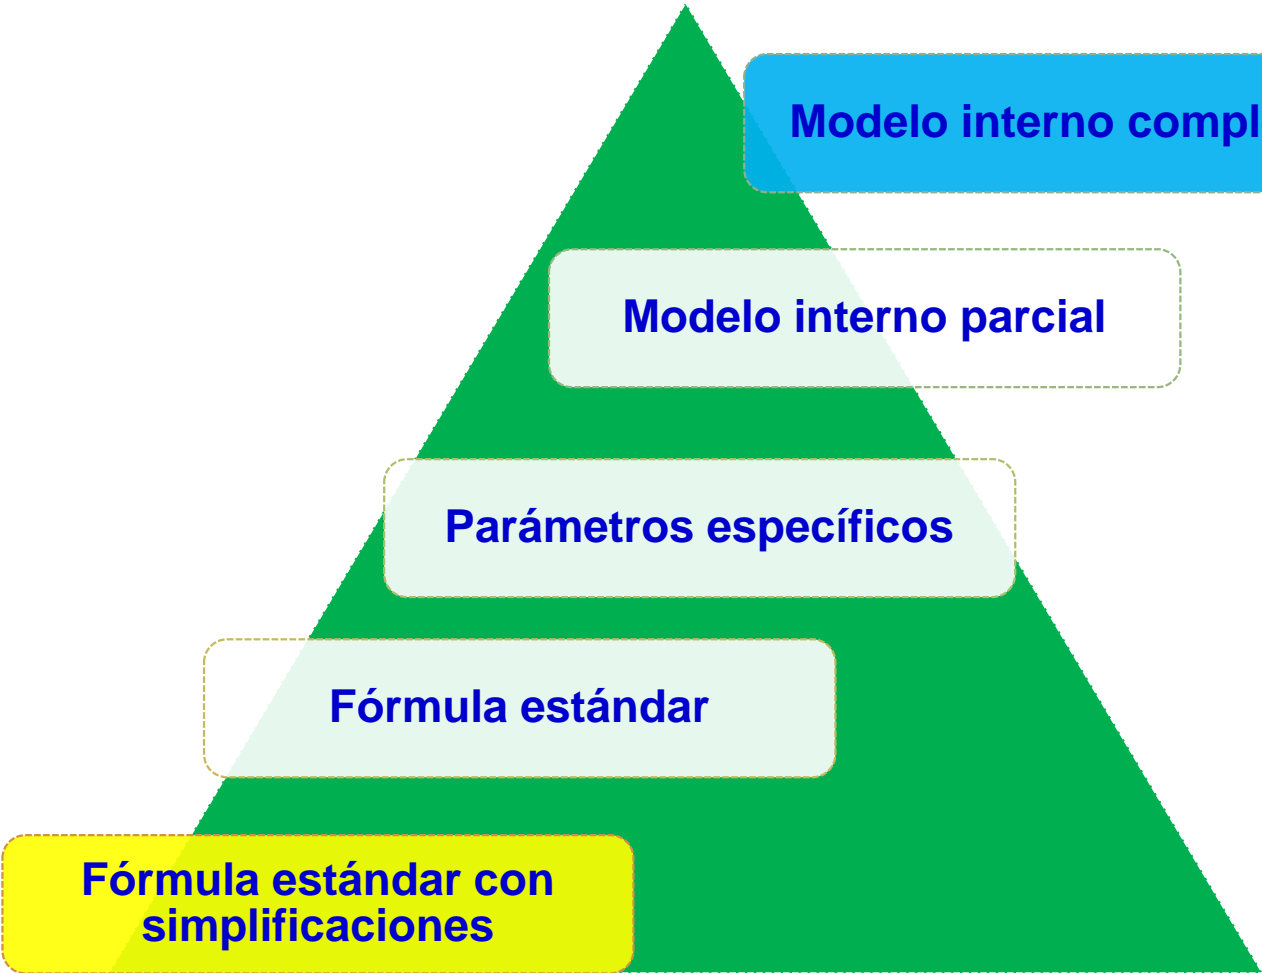 Modelo interno compl
Modelo interno parcial
Parámetros específicos
Fórmula estándar
Fórmula estándar con
simplificaciones